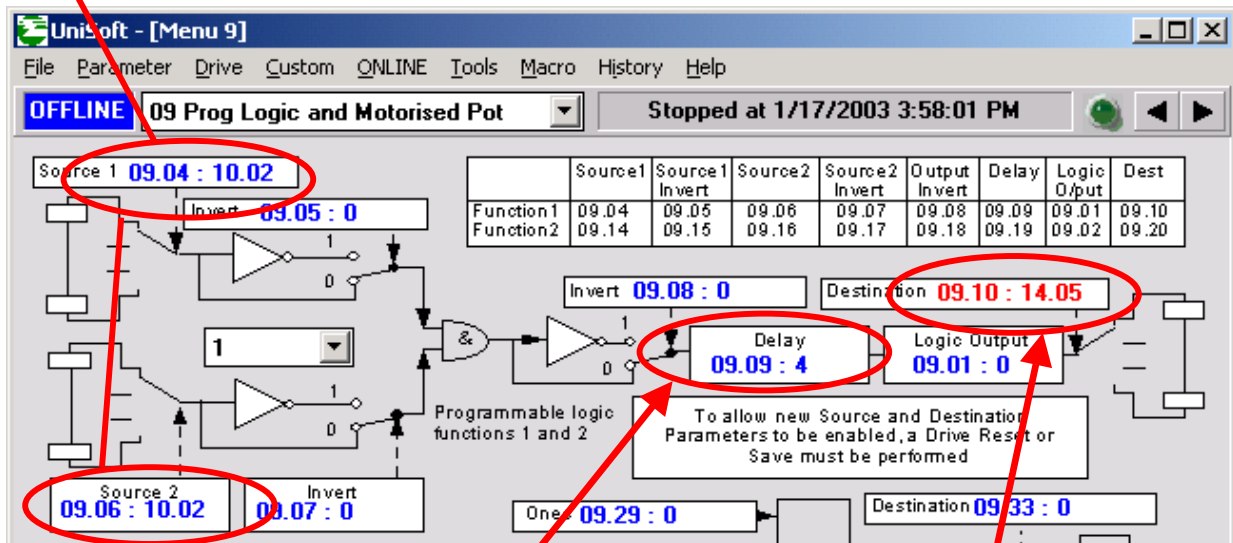 UniSoft - [Menu 9]
File Parameter Drive Custom ONLINE Tools Macro History Help
OFFLINE 09 Prog Logic and Motorised Pot Stopped at 1/17/2003 3:58:01 PM
Source 1 09.04 : 10.02
Invert 09.05 : 0
Source1 Source1 Invert Source2 Source2 Invert Output Invert Delay Logic O/put Dest
Function1 09.04 09.05 09.06 09.07 09.08 09.09 09.01 09.10
Function2 09.14 09.15 09.16 09.17 09.18 09.19 09.02 09.20
1
0
Invert 09.08 : 0
Destination 09.10 : 14.05
1
&
1
0
Delay
09.09 : 4
Logic Output
09.01 : 0
1
0
Programmable logic
functions 1 and 2
To allow new Source and Destination
Parameters to be enabled, a Drive Reset or
Save must be performed
Source 2
09.06 : 10.02
Invert
09.07 : 0
Ones 09.29 : 0
Destination 09.33 : 0